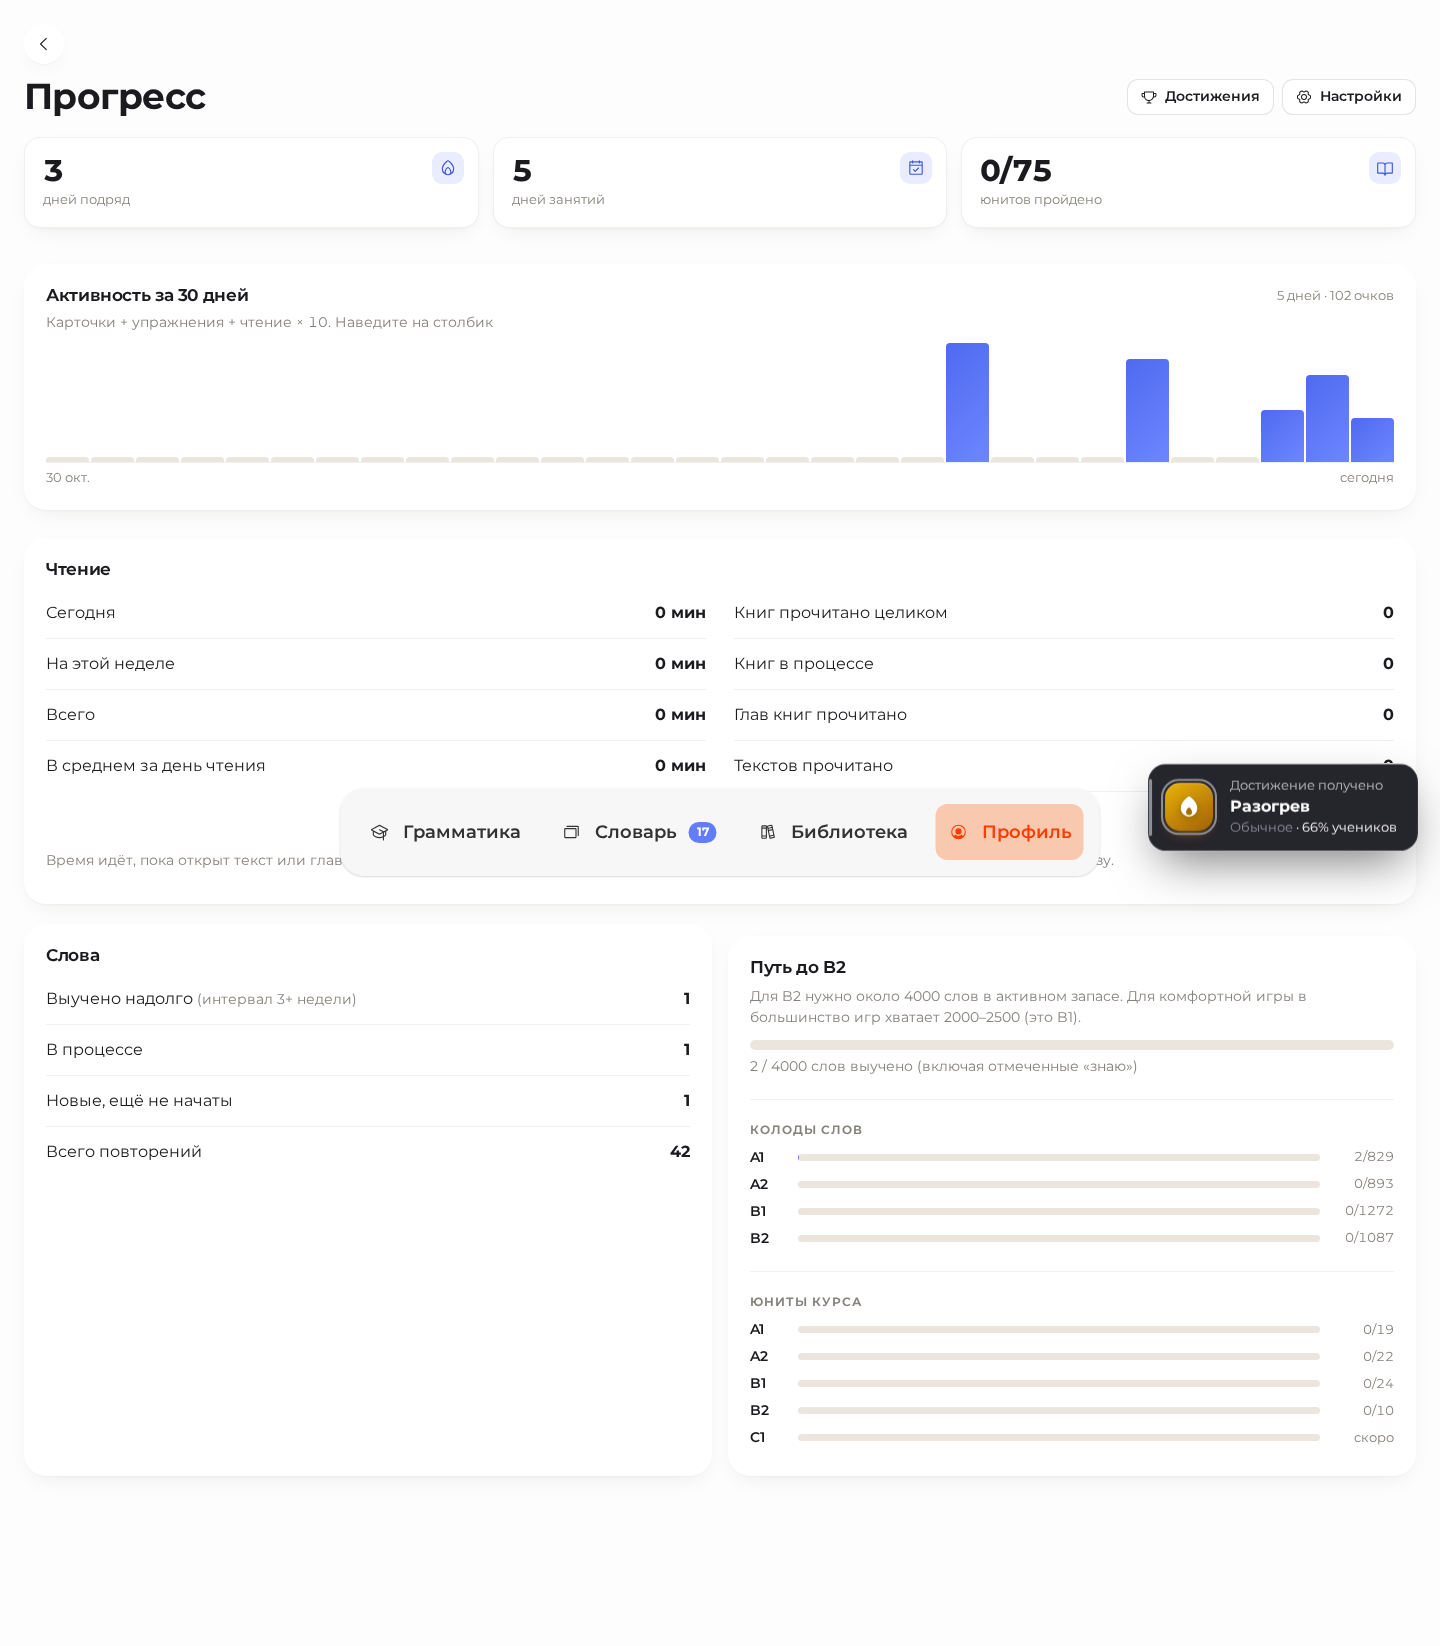 Прогресс
Достижения
Настройки
3
дней подряд
5
дней занятий
0/75
юнитов пройдено
Активность за 30 дней
5 дней · 102 очков
Карточки + упражнения + чтение × 10. Наведите на столбик
30 окт.
сегодня
Чтение
Сегодня 0 мин
Книг прочитано целиком 0
На этой неделе 0 мин
Книг в процессе 0
Всего 0 мин
Глав книг прочитано 0
В среднем за день чтения 0 мин
Текстов прочитано
Достижение получено
Разогрев
Обычное · 66% учеников
Грамматика
Словарь 17
Библиотека
Профиль
Время идёт, пока открыт текст или
Слова
Выучено надолго (интервал 3+ недели) 1
В процессе 1
Новые, ещё не начаты 1
Всего повторений 42
Путь до B2
Для B2 нужно около 4000 слов в активном запасе. Для комфортной игры в
большинство игр хватает 2000–2500 (это B1).
2 / 4000 слов выучено (включая отмеченные «знаю»)
КОЛОДЫ СЛОВ
A1 2/829
A2 0/893
B1 0/1272
B2 0/1087
ЮНИТЫ КУРСА
A1 0/19
A2 0/22
B1 0/24
B2 0/10
C1 скоро